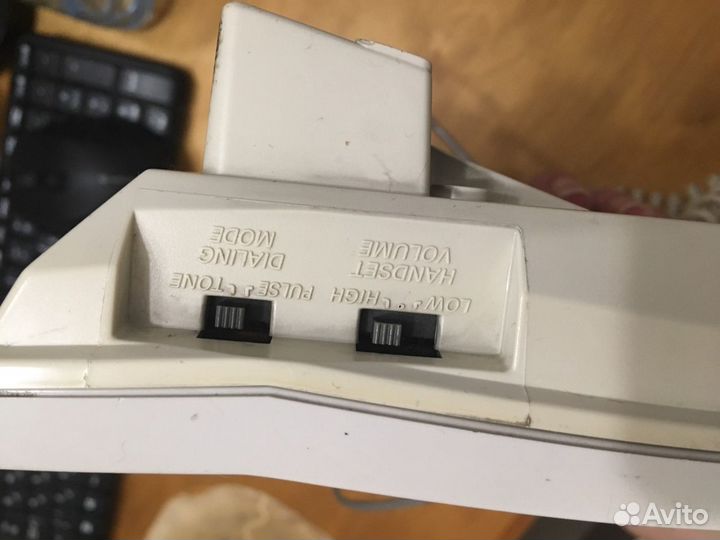 LOW HIGH
HANDSET
VOLUME
PULSE TONE
DIALING
MODE
Avito